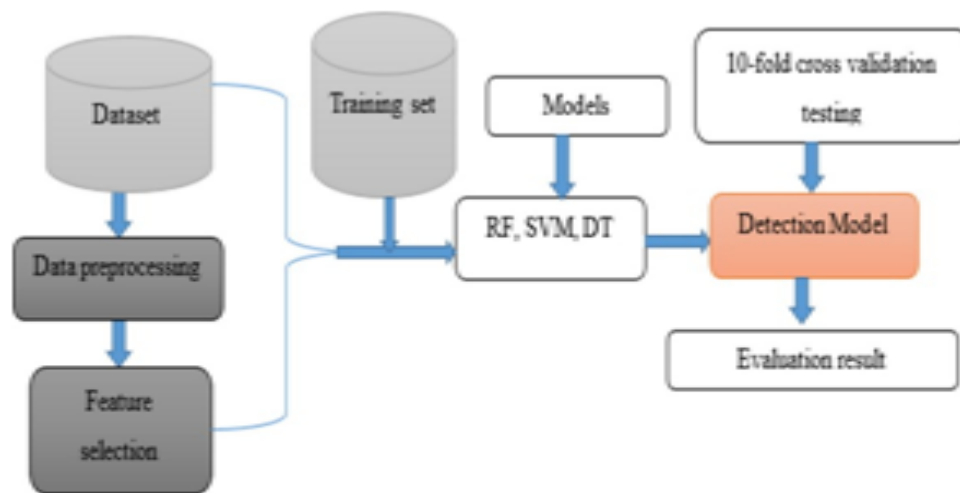 Dataset
Data preprocessing
Feature
selection
Training set
Models
RF, SVM, DT
10-fold cross validation
testing
Detection Model
Evaluation result